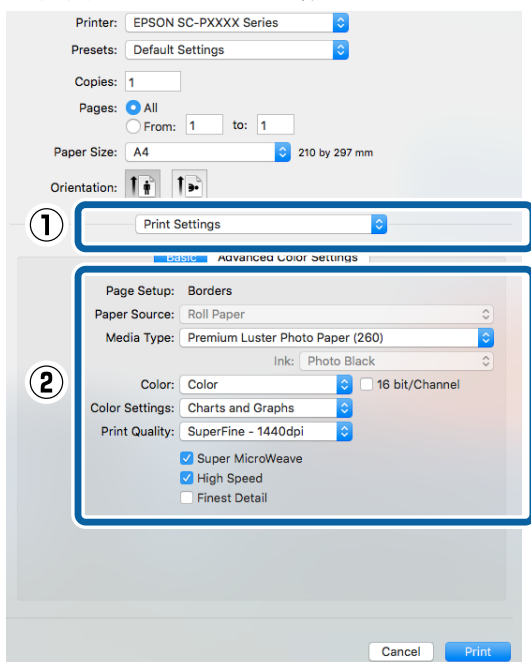 Printer: EPSON SC-PXXXX Series
Presets: Default Settings
Copies: 1
Pages: All
From: 1 to: 1
Paper Size: A4 210 by 297 mm
Orientation:
1 Print Settings
Basic Advanced Color Settings
Page Setup: Borders
Paper Source: Roll Paper
Media Type: Premium Luster Photo Paper (260)
Ink: Photo Black
2
Color: Color 16 bit/Channel
Color Settings: Charts and Graphs
Print Quality: SuperFine - 1440dpi
Super MicroWeave
High Speed
Finest Detail
Cancel Print